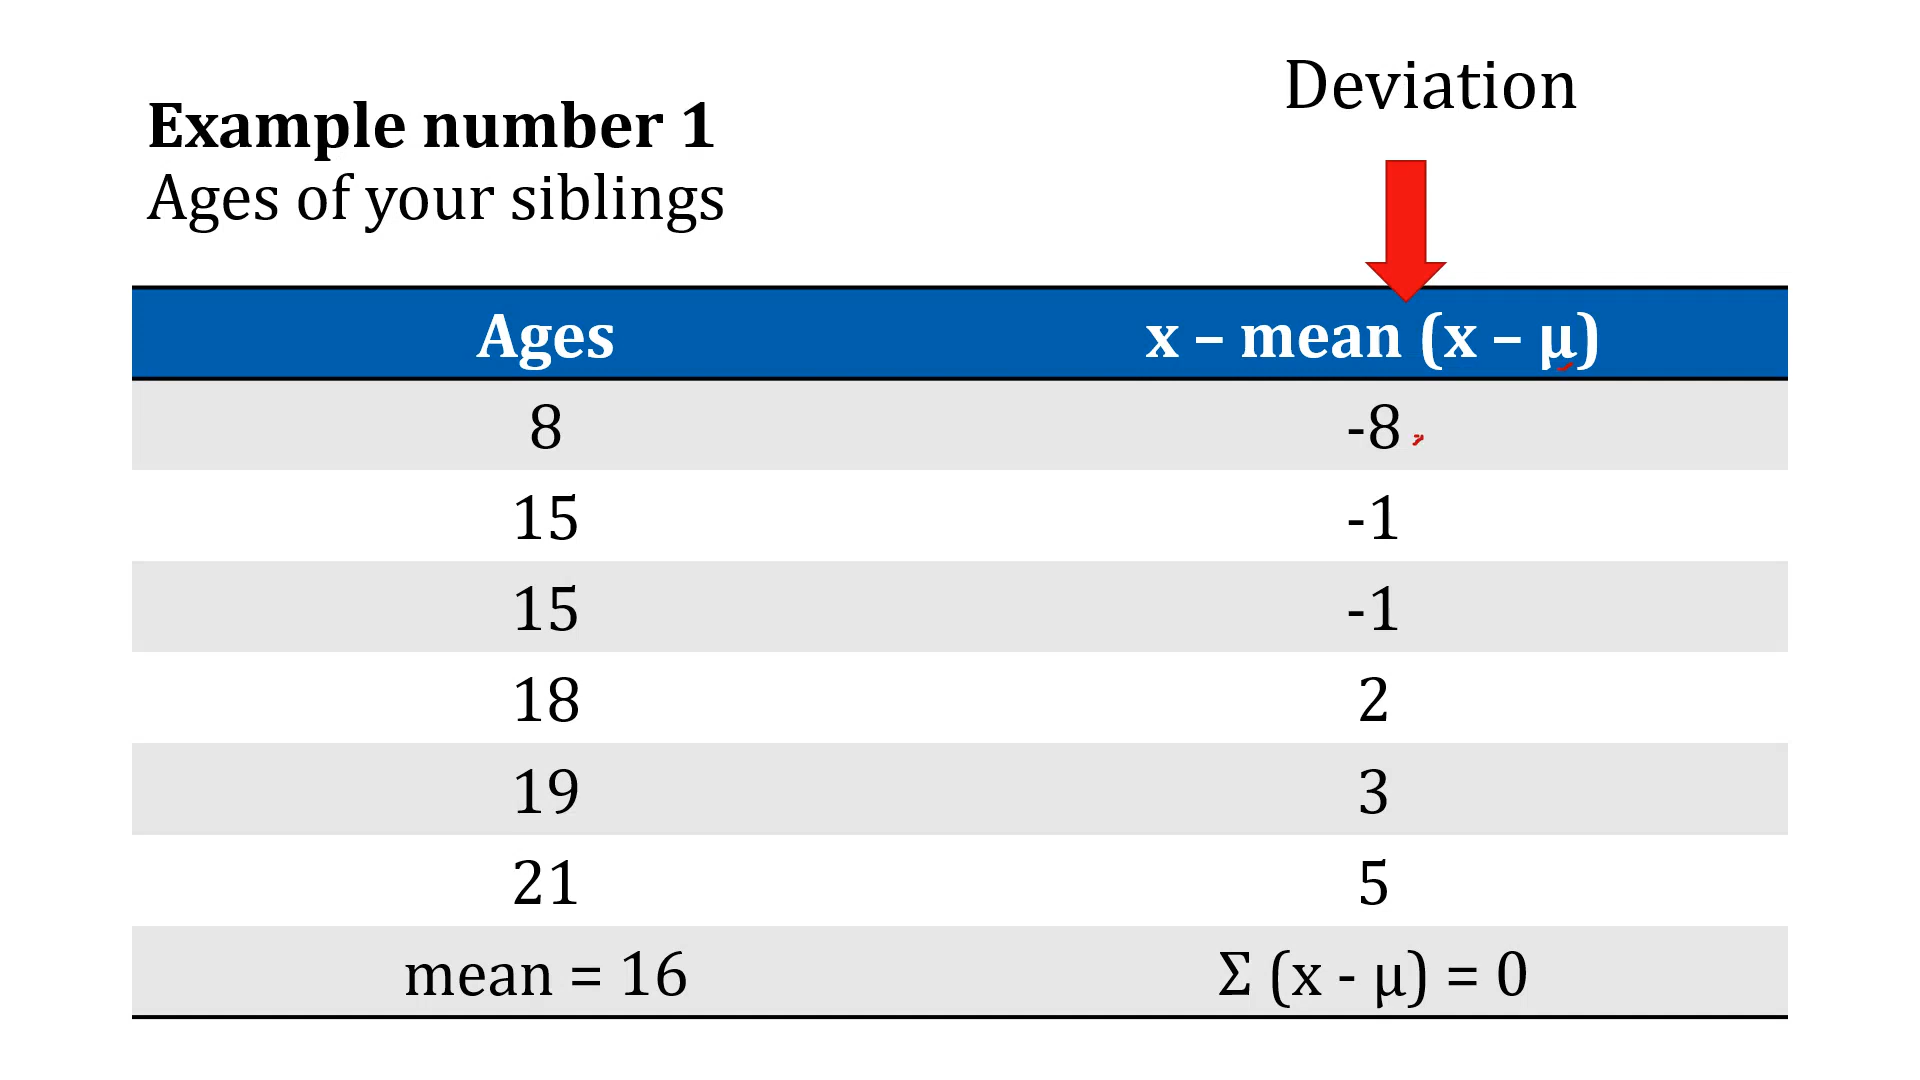 Deviation
Example number 1
Ages of your siblings
Ages x – mean (x – μ)
8 -8
15 -1
15 -1
18 2
19 3
21 5
mean = 16 Σ (x - μ) = 0